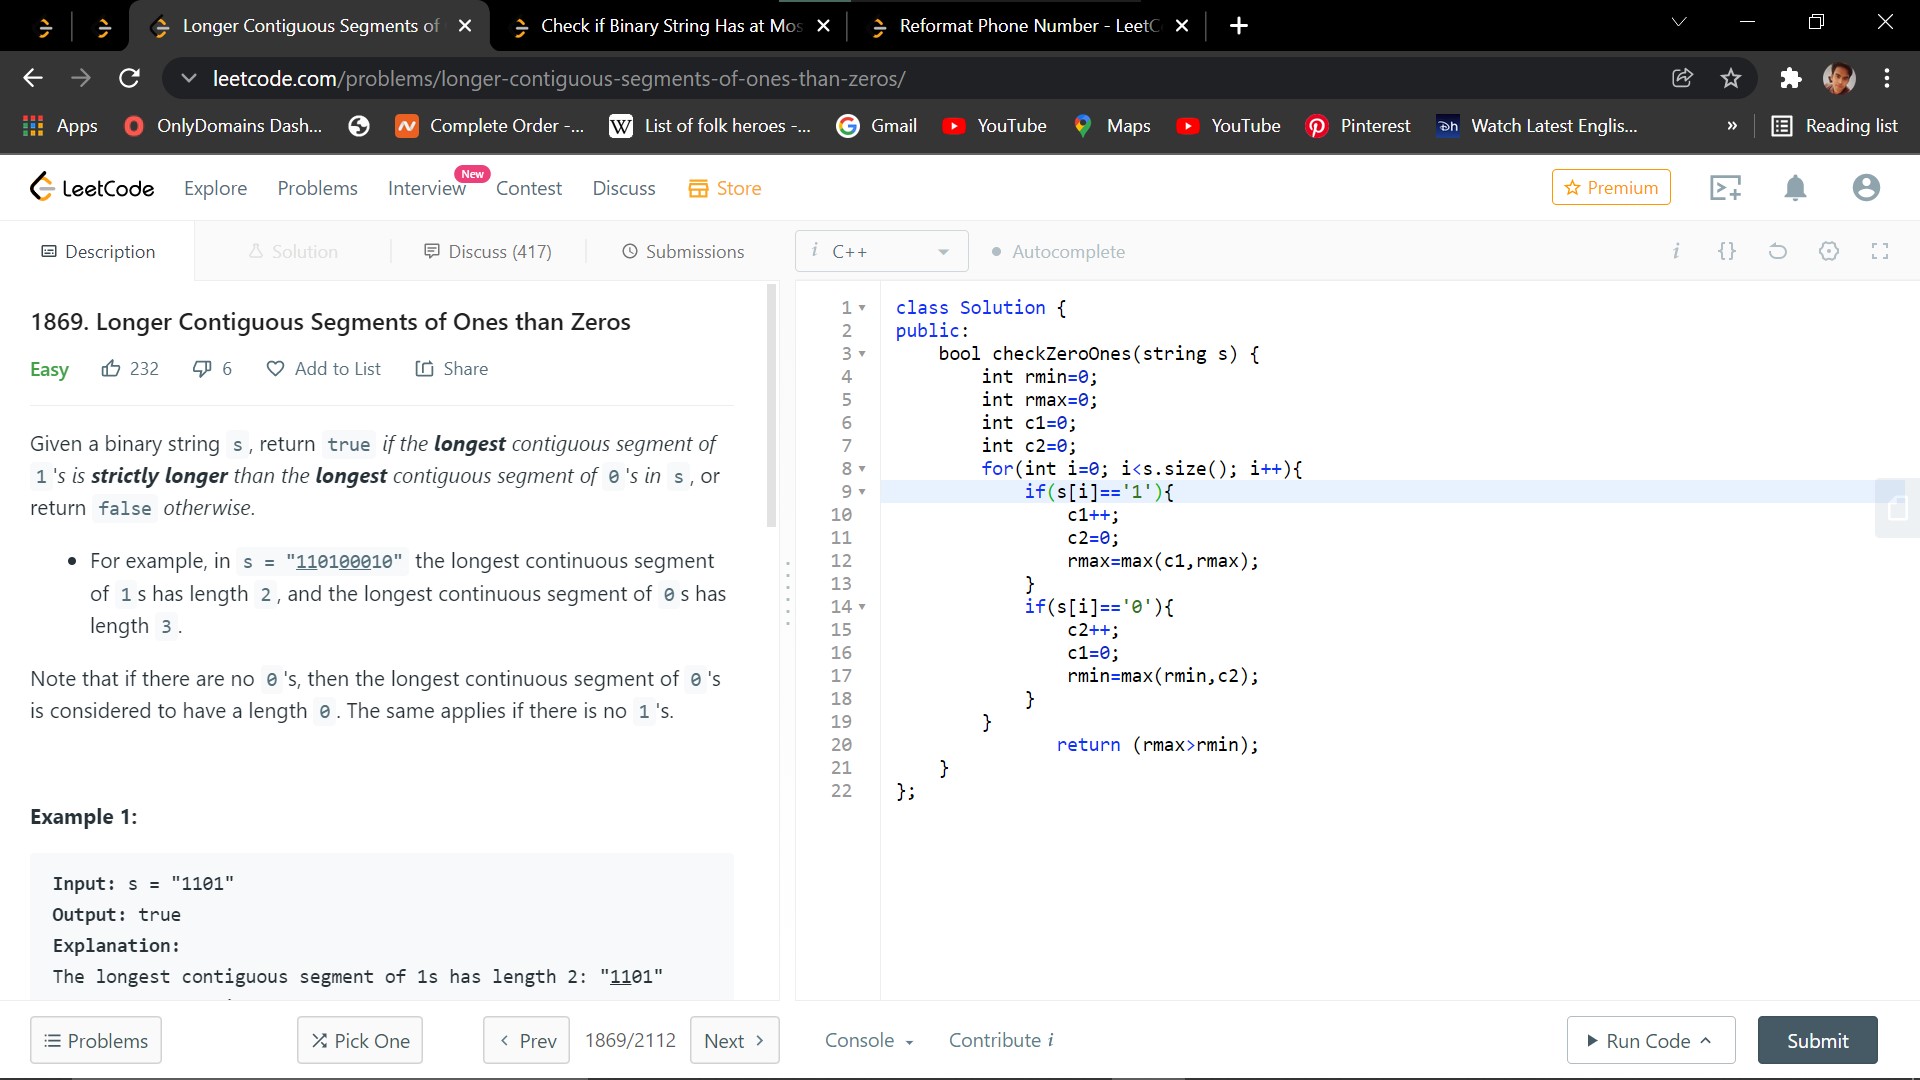 Longer Contiguous Segments of
Check if Binary String Has at Mos
Reformat Phone Number - LeetC
leetcode.com/problems/longer-contiguous-segments-of-ones-than-zeros/
Apps
OnlyDomains Dash...
Complete Order -...
W List of folk heroes -...
Gmail
YouTube
Maps
YouTube
Pinterest
Watch Latest Englis...
»
Reading list
LeetCode
Explore
Problems
Interview
New
Contest
Discuss
Store
Premium
Description
Solution
Discuss (417)
Submissions
i C++
Autocomplete
i {}
1869. Longer Contiguous Segments of Ones than Zeros
Easy 232 6 Add to List Share
Given a binary string s, return true if the longest contiguous segment of
1's is strictly longer than the longest contiguous segment of 0's in s, or
return false otherwise.
• For example, in s = "110100010" the longest continuous segment
of 1s has length 2, and the longest continuous segment of 0s has
length 3.
Note that if there are no 0's, then the longest continuous segment of 0's
is considered to have a length 0. The same applies if there is no 1's.
Example 1:
Input: s = "1101"
Output: true
Explanation:
The longest contiguous segment of 1s has length 2: "1101"
1 class Solution {
2 public:
3 bool checkZeroOnes(string s) {
4 int rmin=0;
5 int rmax=0;
6 int c1=0;
7 int c2=0;
8 for(int i=0; i<s.size(); i++){
9 if(s[i]=='1'){
10 c1++;
11 c2=0;
12 rmax=max(c1,rmax);
13 }
14 if(s[i]=='0'){
15 c2++;
16 c1=0;
17 rmin=max(rmin,c2);
18 }
19 }
20 return (rmax>rmin);
21 }
22 };
Problems
Pick One
< Prev
1869/2112
Next >
Console
Contribute i
Run Code
Submit